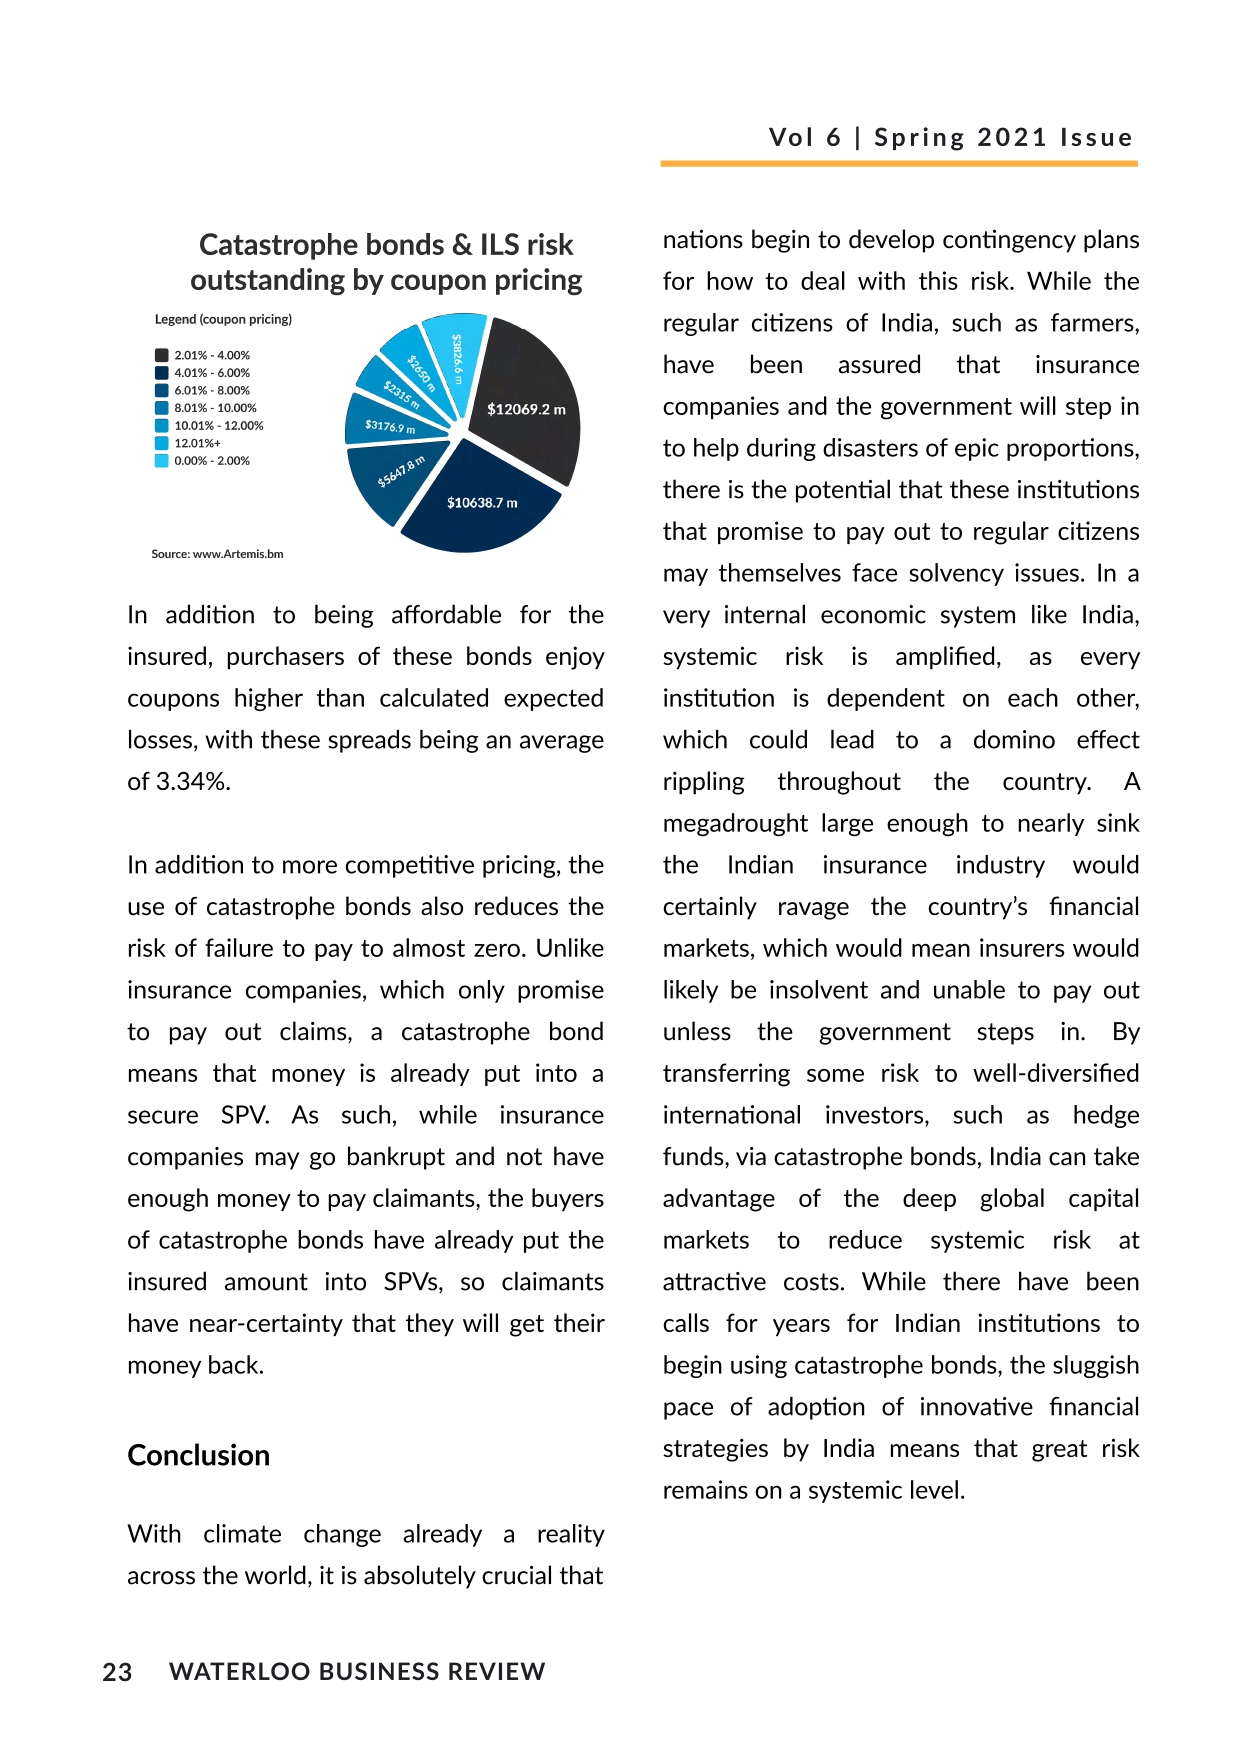 Vol 6 | Spring 2021 Issue
Catastrophe bonds & ILS risk
outstanding by coupon pricing
Legend (coupon pricing)
2.01% - 4.00%
4.01% - 6.00%
6.01% - 8.00%
8.01% - 10.00%
10.01% - 12.00%
12.01%+
0.00% - 2.00%
$12069.2 m
$10638.7 m
$5647.8 m
$3176.9 m
$2315 m
$2650 m
$3826.6 m
Source: www.Artemis.bm
In addition to being affordable for the
insured, purchasers of these bonds enjoy
coupons higher than calculated expected
losses, with these spreads being an average
of 3.34%.
In addition to more competitive pricing, the
use of catastrophe bonds also reduces the
risk of failure to pay to almost zero. Unlike
insurance companies, which only promise
to pay out claims, a catastrophe bond
means that money is already put into a
secure SPV. As such, while insurance
companies may go bankrupt and not have
enough money to pay claimants, the buyers
of catastrophe bonds have already put the
insured amount into SPVs, so claimants
have near-certainty that they will get their
money back.
Conclusion
With climate change already a reality
across the world, it is absolutely crucial that
nations begin to develop contingency plans
for how to deal with this risk. While the
regular citizens of India, such as farmers,
have been assured that insurance
companies and the government will step in
to help during disasters of epic proportions,
there is the potential that these institutions
that promise to pay out to regular citizens
may themselves face solvency issues. In a
very internal economic system like India,
systemic risk is amplified, as every
institution is dependent on each other,
which could lead to a domino effect
rippling throughout the country. A
megadrought large enough to nearly sink
the Indian insurance industry would
certainly ravage the country’s financial
markets, which would mean insurers would
likely be insolvent and unable to pay out
unless the government steps in. By
transferring some risk to well-diversified
international investors, such as hedge
funds, via catastrophe bonds, India can take
advantage of the deep global capital
markets to reduce systemic risk at
attractive costs. While there have been
calls for years for Indian institutions to
begin using catastrophe bonds, the sluggish
pace of adoption of innovative financial
strategies by India means that great risk
remains on a systemic level.
23 WATERLOO BUSINESS REVIEW